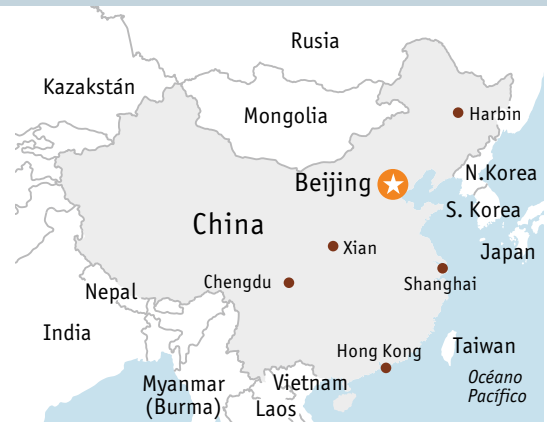 Rusia
Kazakstán
Mongolia
Harbin
Beijing
N.Korea
S. Korea
China
Xian
Japan
Chengdu
Shanghai
Nepal
India
Hong Kong
Taiwan
Myanmar
(Burma)
Vietnam
Laos
Océano
Pacífico